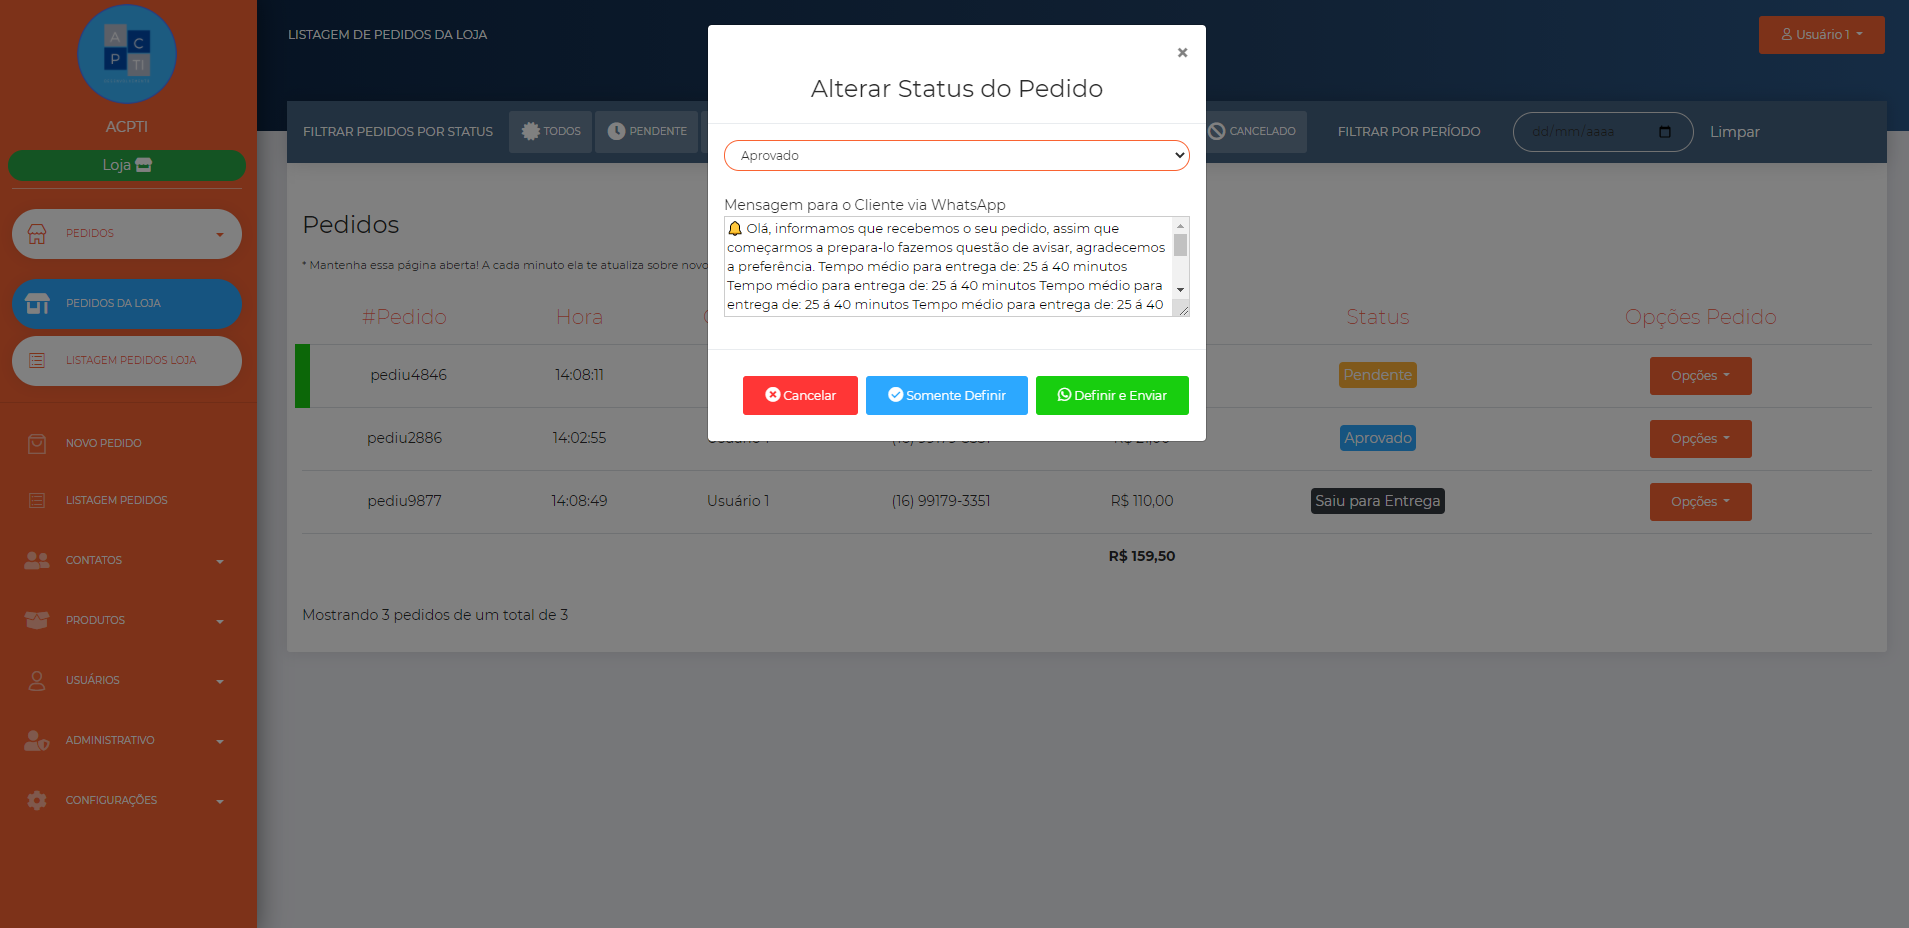 A
C
P
TI
ACPTI
Loja
PEDIDOS
PEDIDOS DA LOJA
LISTAGEM PEDIDOS LOJA
NOVO PEDIDO
LISTAGEM PEDIDOS
CONTATOS
PRODUTOS
USUÁRIOS
ADMINISTRATIVO
CONFIGURAÇÕES
LISTAGEM DE PEDIDOS DA LOJA
Usuário 1
FILTRAR PEDIDOS POR STATUS TODOS PENDENTE CANCELADO FILTRAR POR PERÍODO dd/mm/aaaa Limpar
Pedidos
* Mantenha essa página aberta! A cada minuto ela te atualiza sobre novo
#Pedido Hora Status Opções Pedido
pediu4846 14:08:11 Pendente Opções
pediu2886 14:02:55 Usuário 1 (16) 99179-3351 R$ 21,00 Aprovado Opções
pediu9877 14:08:49 Usuário 1 (16) 99179-3351 R$ 110,00 Saiu para Entrega Opções
R$ 159,50
Mostrando 3 pedidos de um total de 3
×
Alterar Status do Pedido
Aprovado
Mensagem para o Cliente via WhatsApp
🔔 Olá, informamos que recebemos o seu pedido, assim que
começarmos a prepara-lo fazemos questão de avisar, agradecemos
a preferência. Tempo médio para entrega de: 25 á 40 minutos
Tempo médio para entrega de: 25 á 40 minutos Tempo médio para
entrega de: 25 á 40 minutos Tempo médio para entrega de: 25 á 40
Cancelar Somente Definir Definir e Enviar